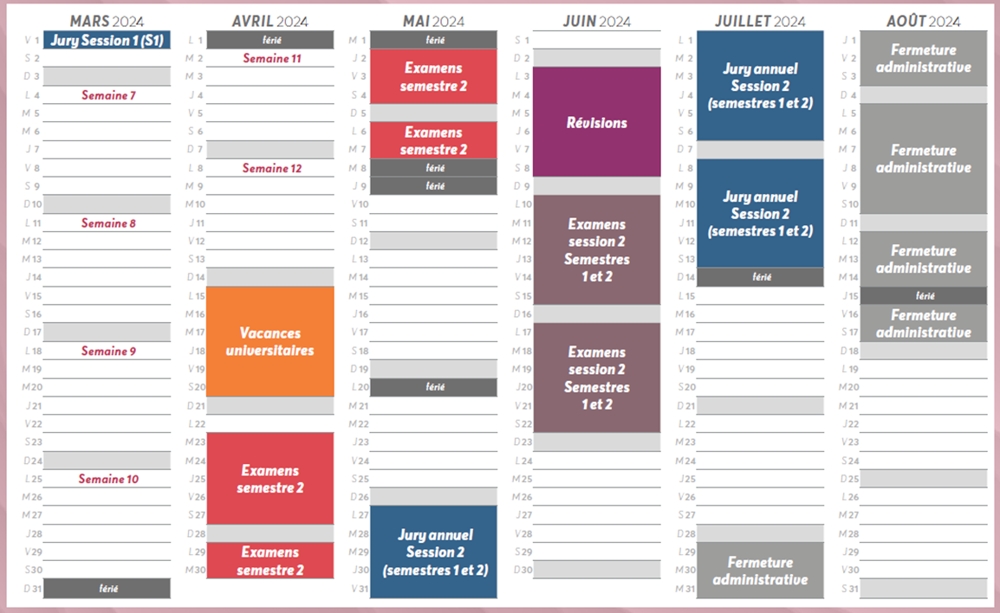 MARS 2024
V 1 Jury Session 1 (S1)
S 2
D 3
L 4 Semaine 7
M 5
M 6
J 7
V 8
S 9
D 10
L 11 Semaine 8
M 12
M 13
J 14
V 15
S 16
D 17
L 18 Semaine 9
M 19
M 20
J 21
V 22
S 23
D 24
L 25 Semaine 10
M 26
M 27
J 28
V 29
S 30
D 31 férié
AVRIL 2024
L 1 férié
M 2 Semaine 11
M 3
J 4
V 5
S 6
D 7
L 8 Semaine 12
M 9
M 10
J 11
V 12
S 13
D 14
L 15
M 16
M 17 Vacances
J 18 universitaires
V 19
S 20
D 21
L 22
M 23
M 24
J 25 Examens
V 26 semestre 2
S 27
D 28
L 29 Examens
M 30 semestre 2
MAI 2024
M 1 férié
J 2 Examens
V 3 semestre 2
S 4
D 5
L 6 Examens
M 7 semestre 2
M 8 férié
J 9 férié
V 10
S 11
D 12
L 13
M 14
M 15
J 16
V 17
S 18
D 19
L 20 férié
M 21
M 22
J 23
V 24
S 25
D 26
L 27
M 28 Jury annuel
M 29 Session 2
J 30 (semestres 1 et 2)
V 31
JUIN 2024
S 1
D 2
L 3
M 4
M 5 Révisions
J 6
V 7
S 8
D 9
L 10
M 11 Examens
M 12 session 2
J 13 Semestres
V 14 1 et 2
S 15
D 16
L 17
M 18 Examens
M 19 session 2
J 20 Semestres
V 21 1 et 2
S 22
D 23
L 24
M 25
M 26
J 27
V 28
S 29
D 30
JUILLET 2024
L 1
M 2
M 3 Jury annuel
J 4 Session 2
V 5 (semestres 1 et 2)
S 6
D 7
L 8
M 9
M 10 Jury annuel
J 11 Session 2
V 12 (semestres 1 et 2)
S 13
D 14 férié
L 15
M 16
M 17
J 18
V 19
S 20
D 21
L 22
M 23
M 24
J 25
V 26
S 27
D 28
L 29 Fermeture
M 30 administrative
M 31
AOÛT 2024
J 1 Fermeture
V 2 administrative
S 3
D 4
L 5
M 6
M 7 Fermeture
J 8 administrative
V 9
S 10
D 11
L 12
M 13 Fermeture
M 14 administrative
J 15 férié
V 16 Fermeture
S 17 administrative
D 18
L 19
M 20
M 21
J 22
V 23
S 24
D 25
L 26
M 27
M 28
J 29
V 30
S 31